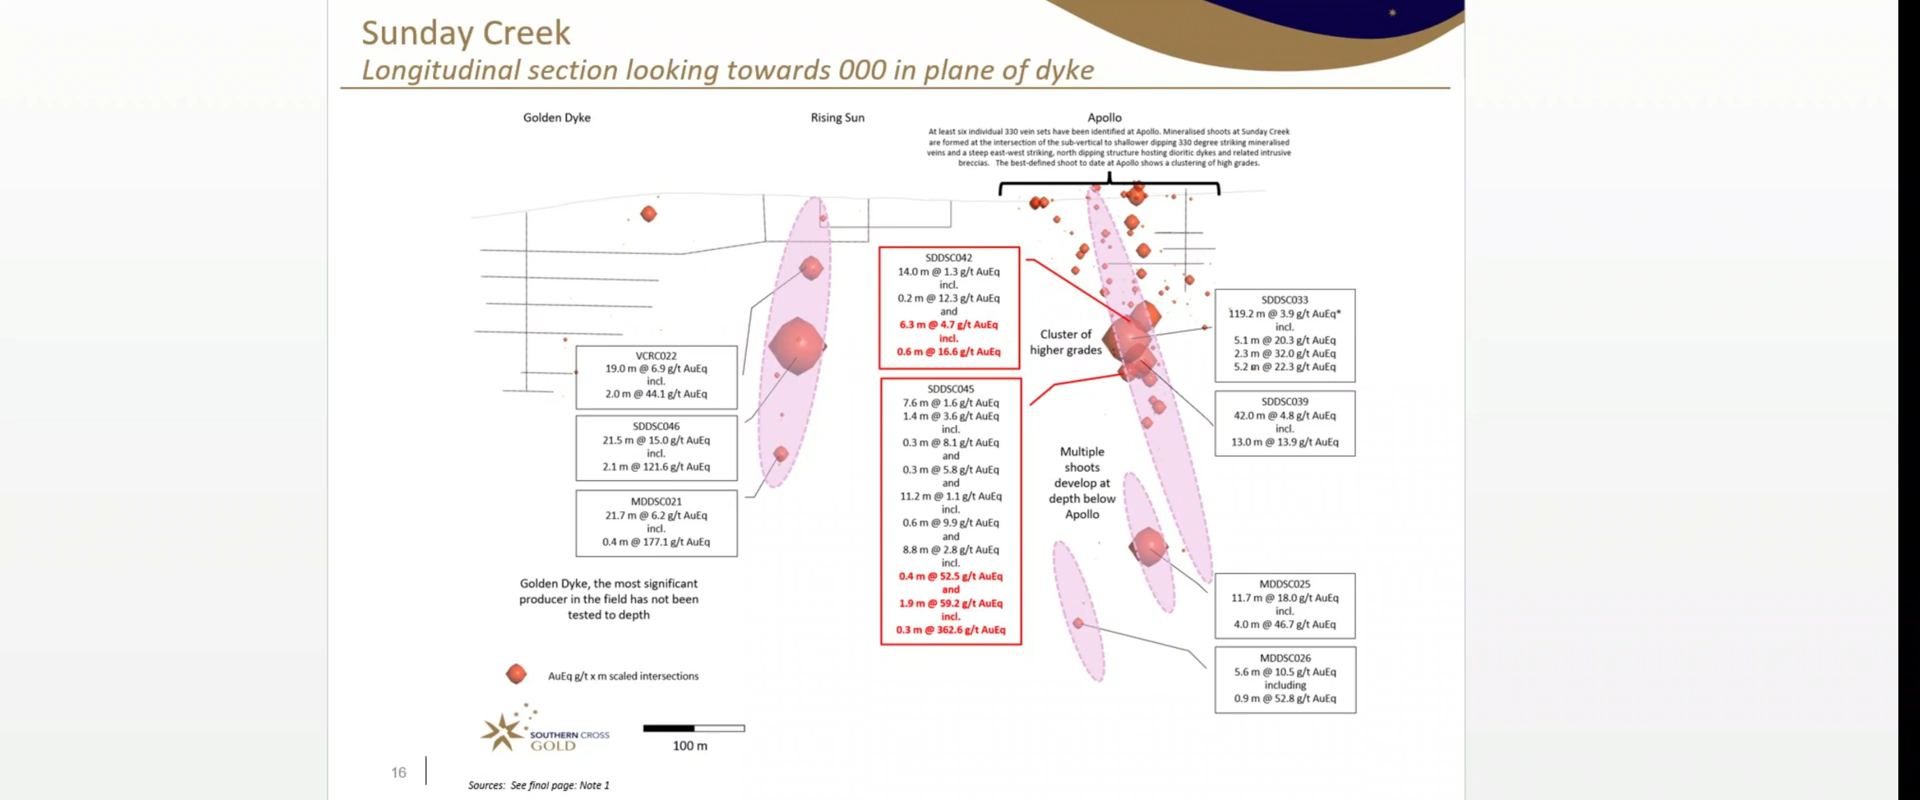 Sunday Creek
Longitudinal section looking towards 000 in plane of dyke
Golden Dyke
Rising Sun
Apollo
At least six individual 330 vein sets have been identified at Apollo. Mineralised shoots at Sunday Creek
are formed at the intersection of the sub-vertical to shallower dipping 330 degree striking mineralised
veins and a steep east-west striking, north dipping structure hosting dioritic dykes and related intrusive
breccias. The best-defined shoot to date at Apollo shows a clustering of high grades.
SDDSC042
14.0 m @ 1.3 g/t AuEq
incl.
0.2 m @ 12.3 g/t AuEq
and
6.3 m @ 4.7 g/t AuEq
incl.
0.6 m @ 16.6 g/t AuEq
Cluster of
higher grades
SDDSC033
119.2 m @ 3.9 g/t AuEq*
incl.
5.1 m @ 20.3 g/t AuEq
2.3 m @ 32.0 g/t AuEq
5.2 m @ 22.3 g/t AuEq
VCRC022
19.0 m @ 6.9 g/t AuEq
incl.
2.0 m @ 44.1 g/t AuEq
SDDSC045
7.6 m @ 1.6 g/t AuEq
1.4 m @ 3.6 g/t AuEq
incl.
0.3 m @ 8.1 g/t AuEq
and
0.3 m @ 5.8 g/t AuEq
and
11.2 m @ 1.1 g/t AuEq
incl.
0.6 m @ 9.9 g/t AuEq
and
8.8 m @ 2.8 g/t AuEq
incl.
0.4 m @ 52.5 g/t AuEq
and
1.9 m @ 59.2 g/t AuEq
incl.
0.3 m @ 362.6 g/t AuEq
SDDSC039
42.0 m @ 4.8 g/t AuEq
incl.
13.0 m @ 13.9 g/t AuEq
SDDSC046
21.5 m @ 15.0 g/t AuEq
incl.
2.1 m @ 121.6 g/t AuEq
Multiple
shoots
develop at
depth below
Apollo
MDDSC021
21.7 m @ 6.2 g/t AuEq
incl.
0.4 m @ 177.1 g/t AuEq
Golden Dyke, the most significant
producer in the field has not been
tested to depth
MDDSC025
11.7 m @ 18.0 g/t AuEq
incl.
4.0 m @ 46.7 g/t AuEq
MDDSC026
5.6 m @ 10.5 g/t AuEq
including
0.9 m @ 52.8 g/t AuEq
AuEq g/t x m scaled intersections
SOUTHERN CROSS
GOLD
100 m
16
Sources: See final page: Note 1